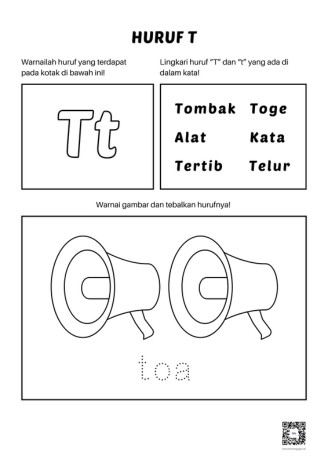 HURUF T
Warnailah huruf yang terdapat
pada kotak di bawah ini!
Tt
Lingkari huruf “T” dan “t” yang ada di
dalam kata!
Tombak Toge
Alat Kata
Tertib Telur
Warnai gambar dan tebalkan hurufnya!
toa